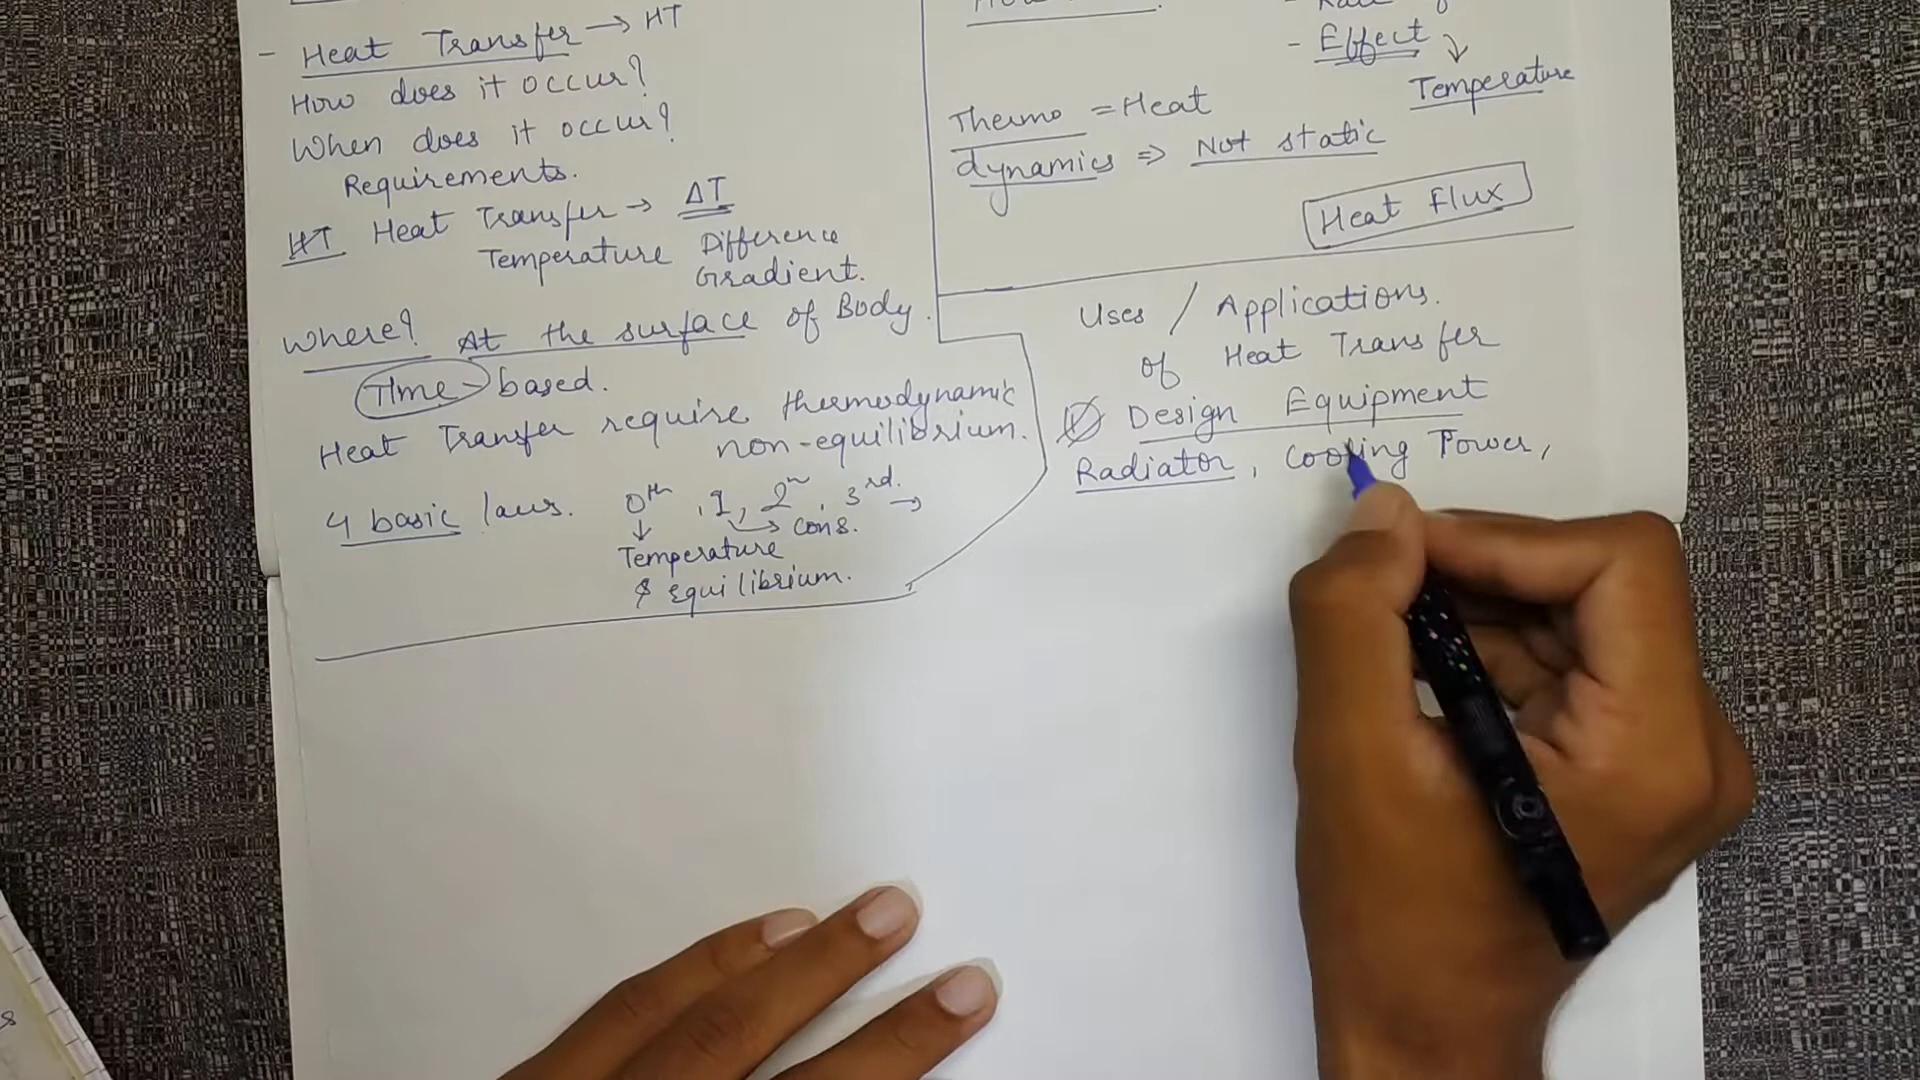 - Heat Transfer → HT
How does it occur?
When does it occur?
Requirements.
HT Heat Transfer → ΔT
Temperature Difference
Gradient.
Where? At the surface of Body.
Time - based.
Heat Transfer require thermodynamic
non-equilibrium.
4 basic laws. 0th, 1, 2n, 3rd. →
↓ → cons.
Temperature
& equilibrium.
- Effect
↓
Temperature
Thermo = Heat
dynamics ⇒ Not static
Heat Flux
Uses / Applications.
of Heat Transfer
Design Equipment
Radiator, Cooling Tower,